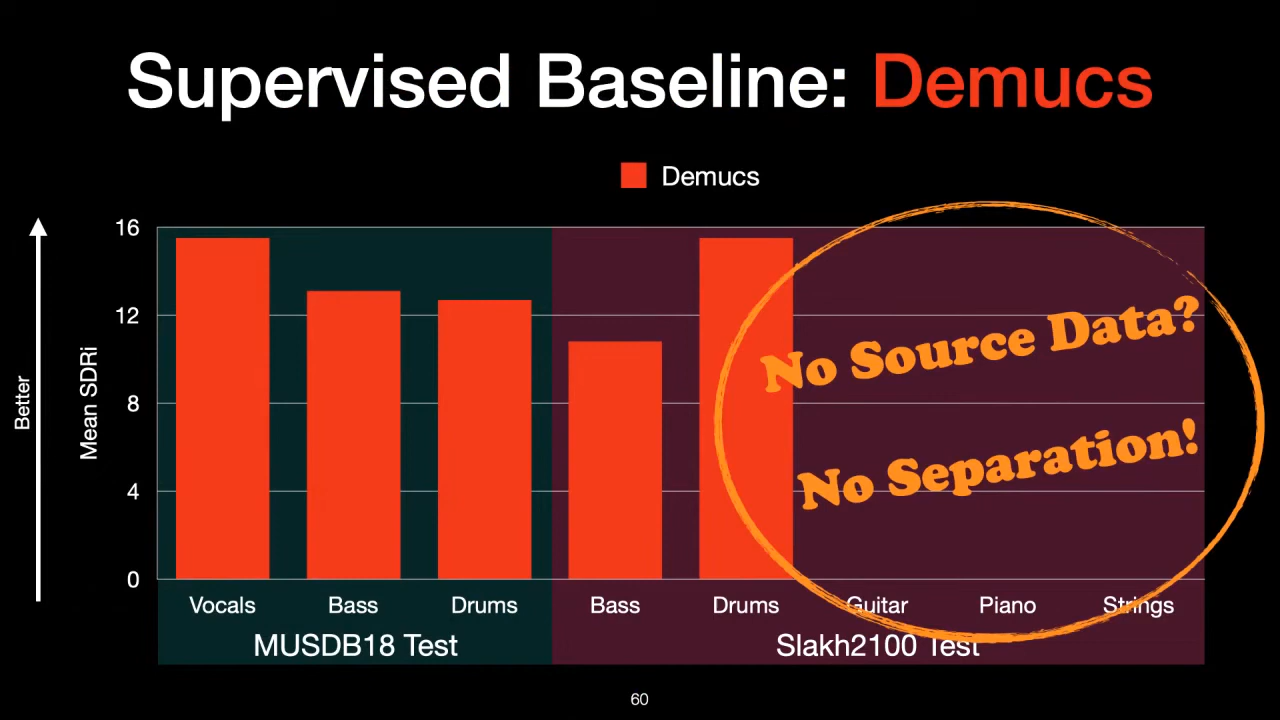 Supervised Baseline: Demucs
Demucs
Better
Mean SDRi
16
12
8
4
0
No Source Data?
No Separation!
Vocals
Bass
Drums
Bass
Drums
Guitar
Piano
Strings
MUSDB18 Test
Slakh2100 Test
60